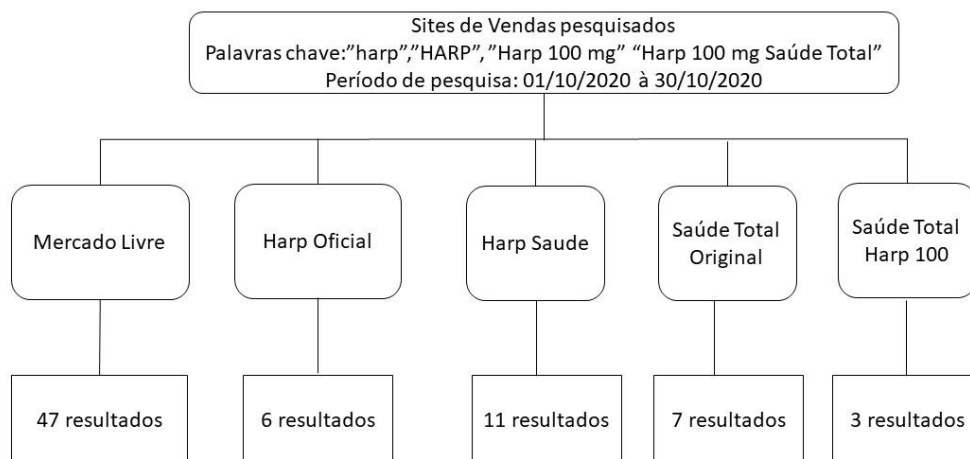 Sites de Vendas pesquisados
Palavras chave:”harp”,”HARP”,”Harp 100 mg” “Harp 100 mg Saúde Total”
Período de pesquisa: 01/10/2020 à 30/10/2020
Mercado Livre
Harp Oficial
Harp Saude
Saúde Total
Original
Saúde Total
Harp 100
47 resultados
6 resultados
11 resultados
7 resultados
3 resultados